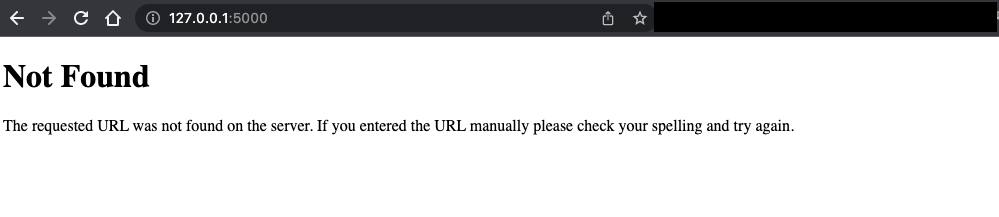 127.0.0.1:5000
Not Found
The requested URL was not found on the server. If you entered the URL manually please check your spelling and try again.